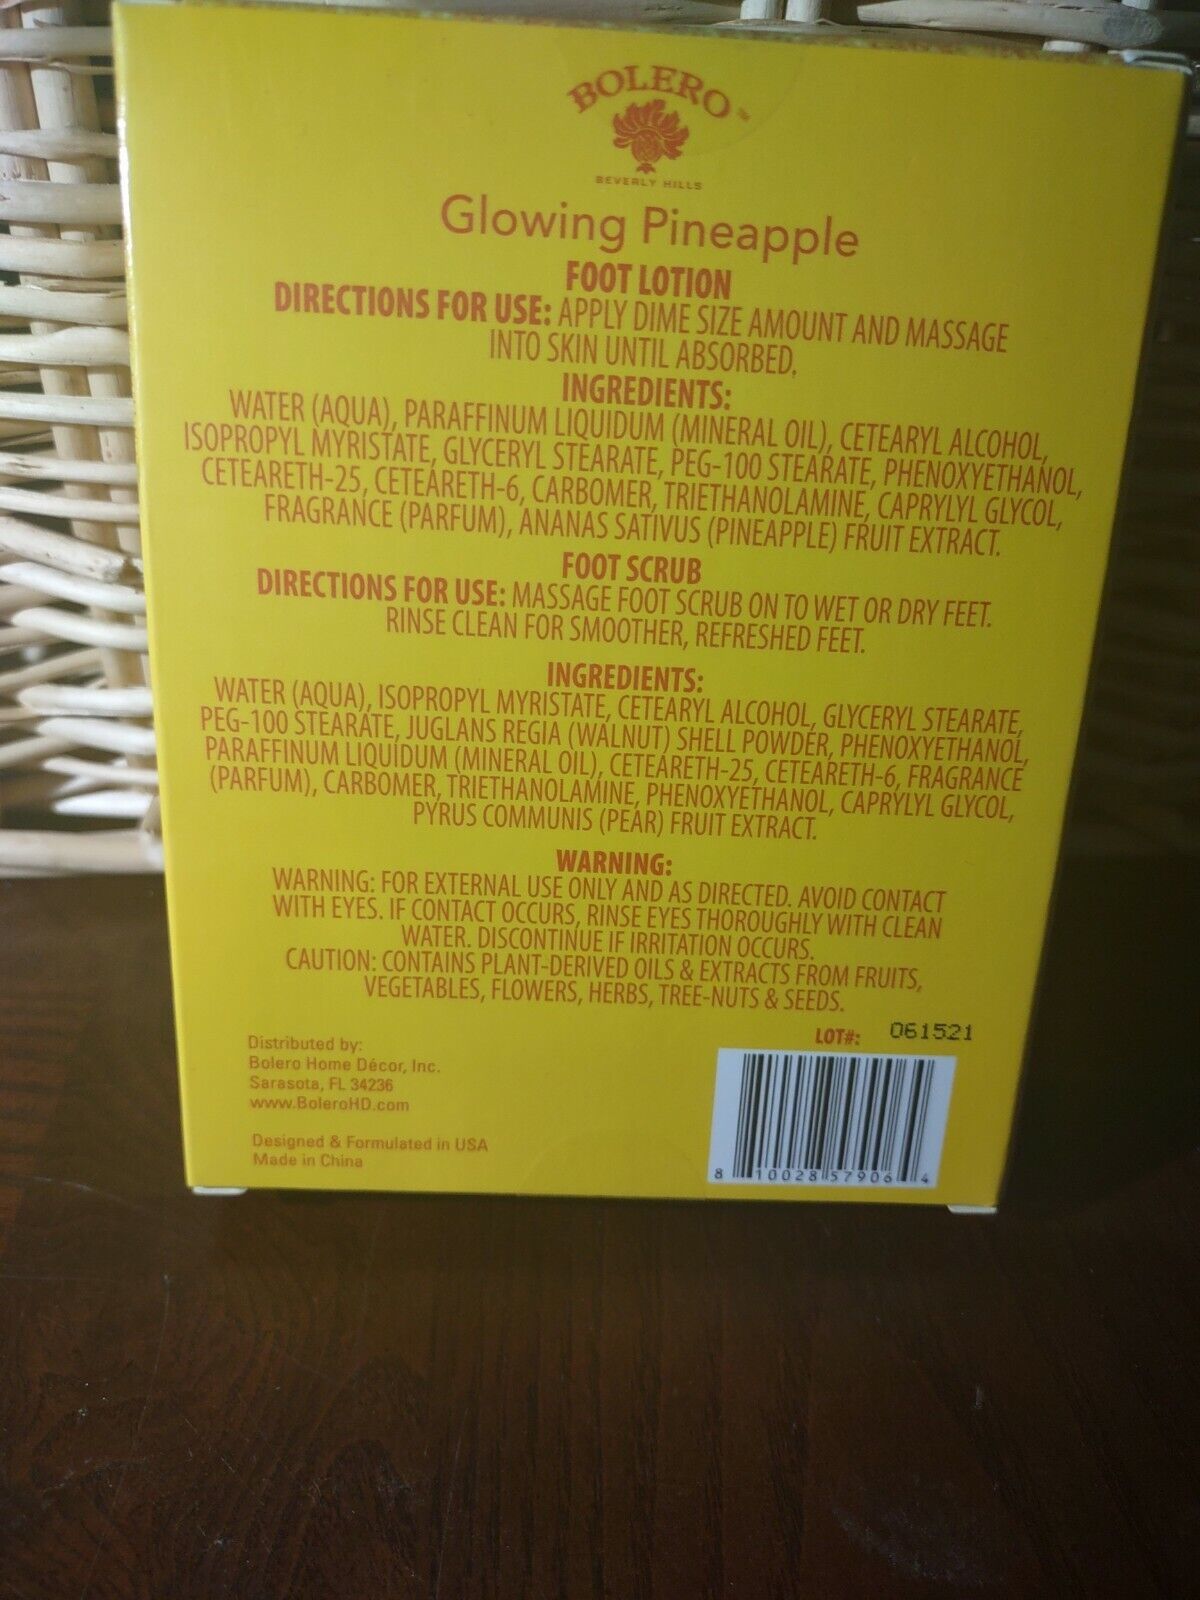 BOLERO™
BEVERLY HILLS
Glowing Pineapple
FOOT LOTION
DIRECTIONS FOR USE: APPLY DIME SIZE AMOUNT AND MASSAGE
INTO SKIN UNTIL ABSORBED.
INGREDIENTS:
WATER (AQUA), PARAFFINUM LIQUIDUM (MINERAL OIL), CETEARYL ALCOHOL,
ISOPROPYL MYRISTATE, GLYCERYL STEARATE, PEG-100 STEARATE, PHENOXYETHANOL,
CETEARETH-25, CETEARETH-6, CARBOMER, TRIETHANOLAMINE, CAPRYLYL GLYCOL,
FRAGRANCE (PARFUM), ANANAS SATIVUS (PINEAPPLE) FRUIT EXTRACT.
FOOT SCRUB
DIRECTIONS FOR USE: MASSAGE FOOT SCRUB ON TO WET OR DRY FEET.
RINSE CLEAN FOR SMOOTHER, REFRESHED FEET.
INGREDIENTS:
WATER (AQUA), ISOPROPYL MYRISTATE, CETEARYL ALCOHOL, GLYCERYL STEARATE,
PEG-100 STEARATE, JUGLANS REGIA (WALNUT) SHELL POWDER, PHENOXYETHANOL,
PARAFFINUM LIQUIDUM (MINERAL OIL), CETEARETH-25, CETEARETH-6, FRAGRANCE
(PARFUM), CARBOMER, TRIETHANOLAMINE, PHENOXYETHANOL, CAPRYLYL GLYCOL,
PYRUS COMMUNIS (PEAR) FRUIT EXTRACT.
WARNING:
WARNING: FOR EXTERNAL USE ONLY AND AS DIRECTED. AVOID CONTACT
WITH EYES. IF CONTACT OCCURS, RINSE EYES THOROUGHLY WITH CLEAN
WATER. DISCONTINUE IF IRRITATION OCCURS.
CAUTION: CONTAINS PLANT-DERIVED OILS & EXTRACTS FROM FRUITS,
VEGETABLES, FLOWERS, HERBS, TREE-NUTS & SEEDS.
LOT#: 061521
Distributed by:
Bolero Home Décor, Inc.
Sarasota, FL 34236
www.BoleroHD.com
Designed & Formulated in USA
Made in China
8 10028 57906 4